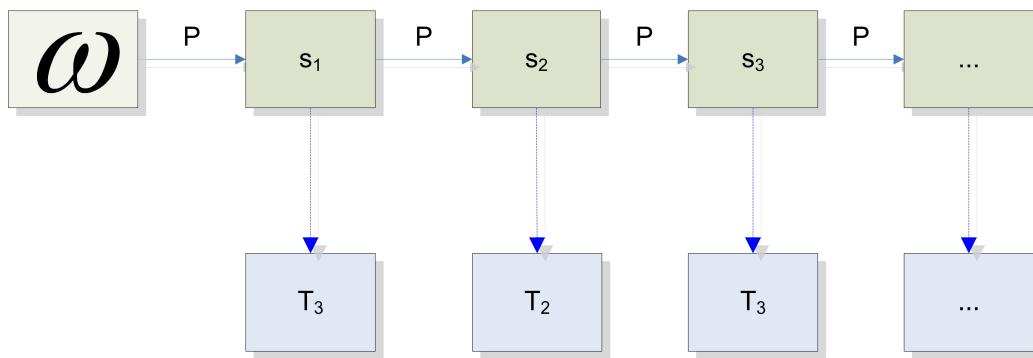 P P P P
ω s₁ s₂ s₃ ...
T₃ T₂ T₃ ...